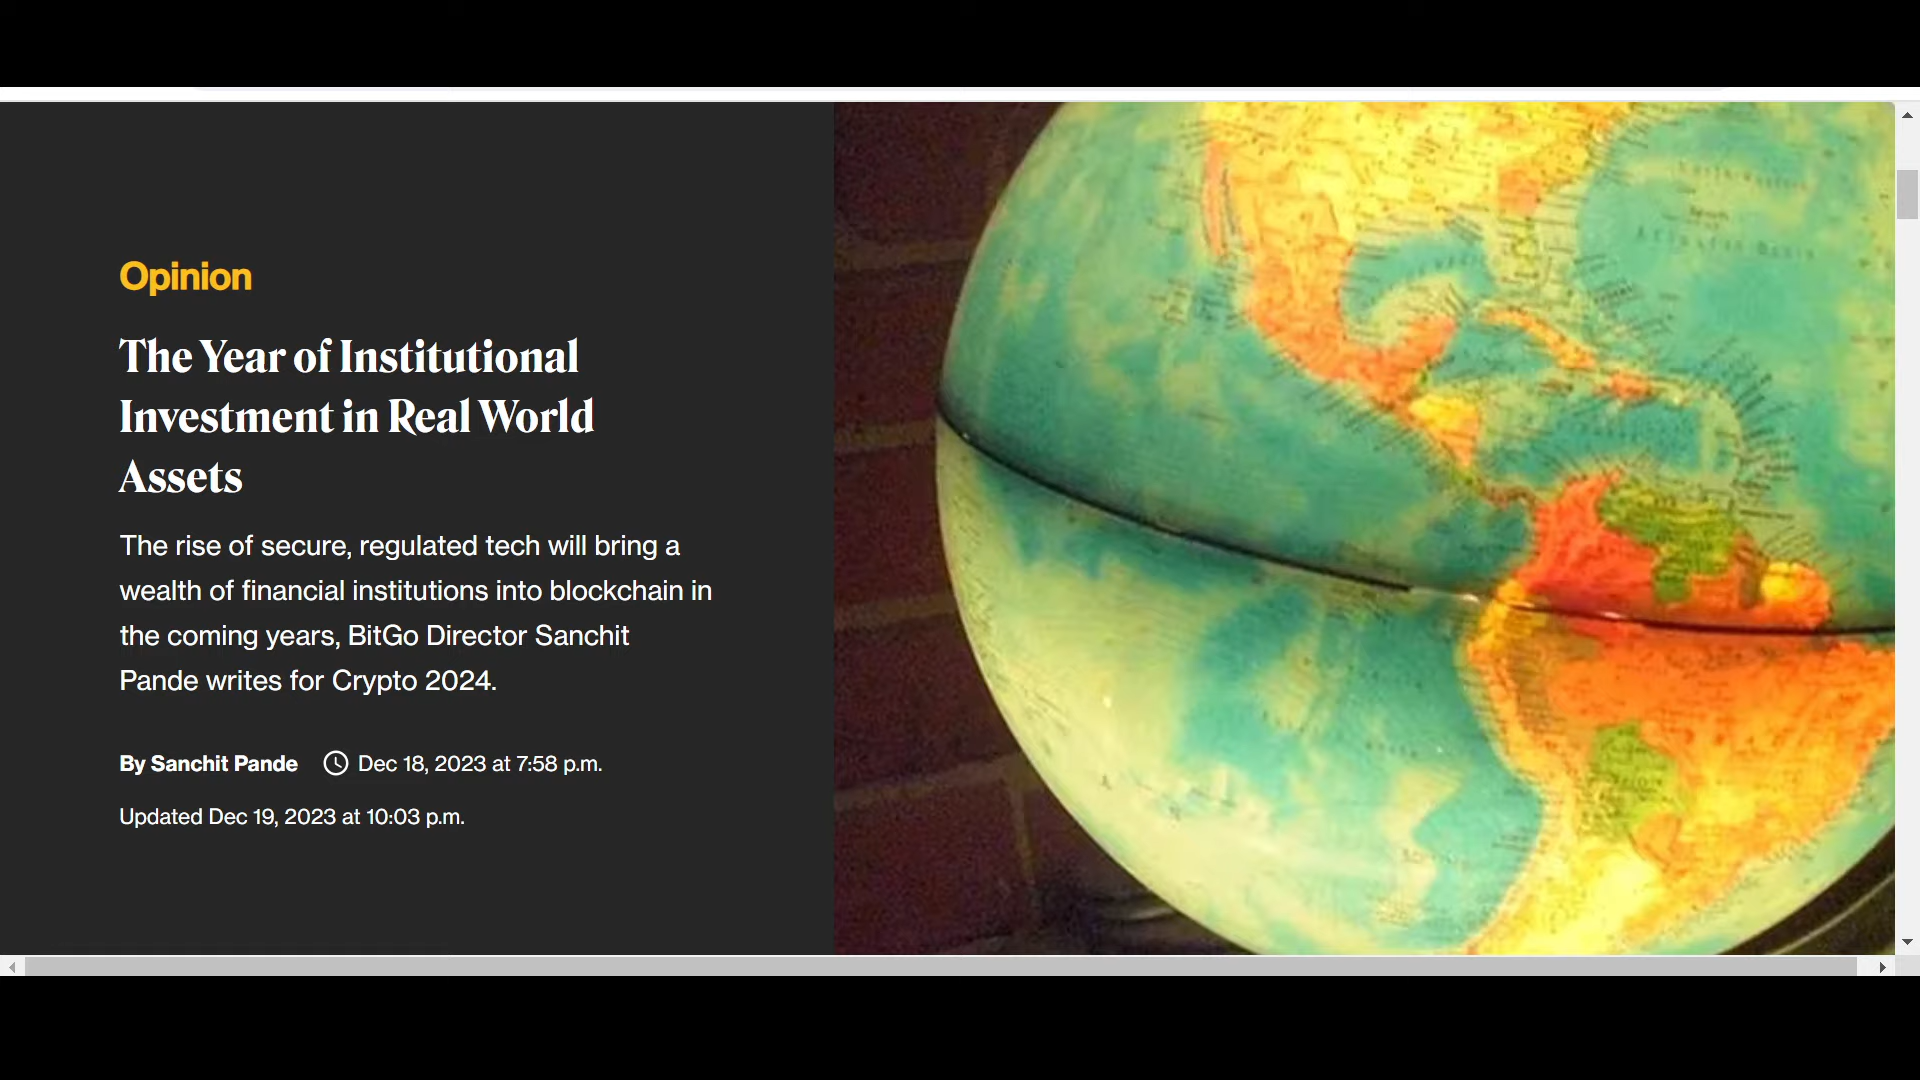 Opinion
The Year of Institutional
Investment in Real World
Assets
The rise of secure, regulated tech will bring a
wealth of financial institutions into blockchain in
the coming years, BitGo Director Sanchit
Pande writes for Crypto 2024.
By Sanchit Pande Dec 18, 2023 at 7:58 p.m.
Updated Dec 19, 2023 at 10:03 p.m.